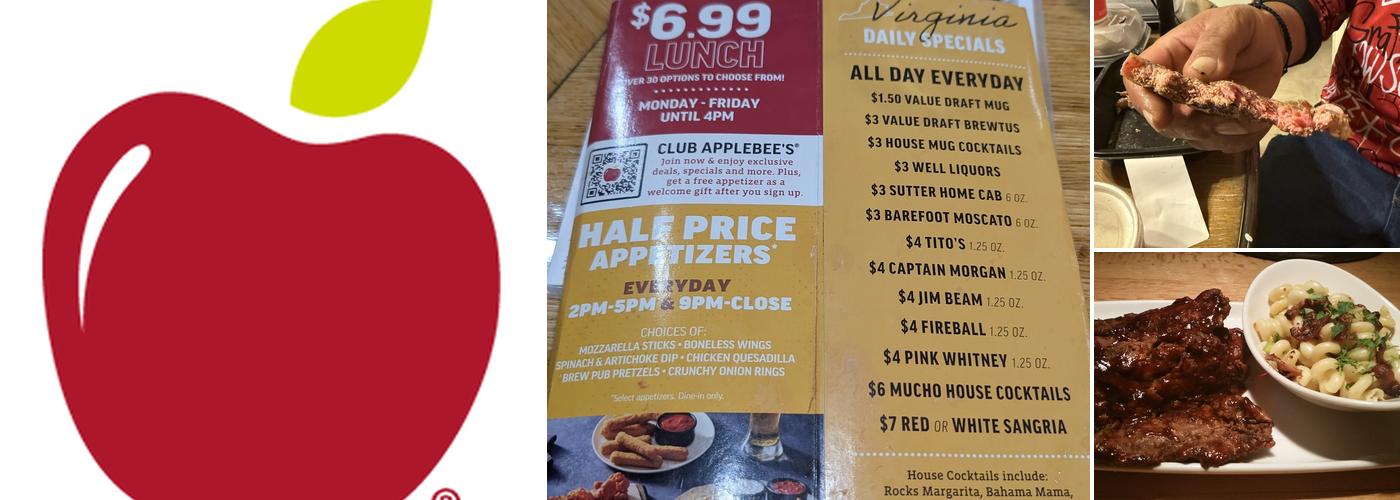 ®
$6.99
LUNCH
OVER 30 OPTIONS TO CHOOSE FROM!
MONDAY - FRIDAY
UNTIL 4PM
CLUB APPLEBEE'S®
Join now & enjoy exclusive
deals, specials and more. Plus,
get a free appetizer as a
welcome gift after you sign up.
HALF PRICE
APPETIZERS*
EVERYDAY
2PM-5PM & 9PM-CLOSE
CHOICES OF:
MOZZARELLA STICKS • BONELESS WINGS
SPINACH & ARTICHOKE DIP • CHICKEN QUESADILLA
BREW PUB PRETZELS • CRUNCHY ONION RINGS
*Select appetizers. Dine-in only.
Virginia
DAILY SPECIALS
ALL DAY EVERYDAY
$1.50 VALUE DRAFT MUG
$3 VALUE DRAFT BREWTUS
$3 HOUSE MUG COCKTAILS
$3 WELL LIQUORS
$3 SUTTER HOME CAB 6 OZ.
$3 BAREFOOT MOSCATO 6 OZ.
$4 TITO'S 1.25 OZ.
$4 CAPTAIN MORGAN 1.25 OZ.
$4 JIM BEAM 1.25 OZ.
$4 FIREBALL 1.25 OZ.
$4 PINK WHITNEY 1.25 OZ.
$6 MUCHO HOUSE COCKTAILS
$7 RED OR WHITE SANGRIA
House Cocktails include:
Rocks Margarita, Bahama Mama,